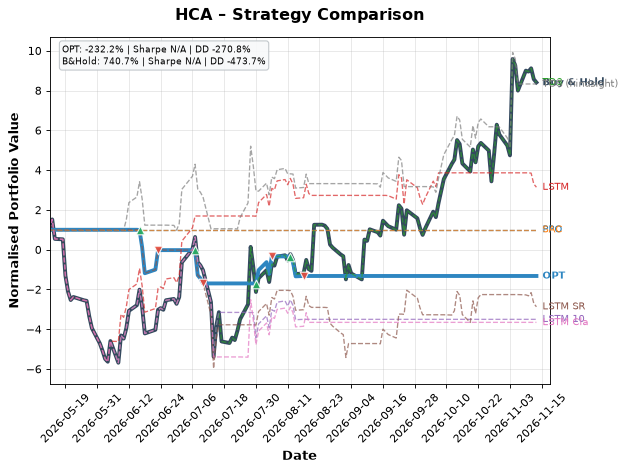 HCA – Strategy Comparison
OPT: -232.2% | Sharpe N/A | DD -270.8%
B&Hold: 740.7% | Sharpe N/A | DD -473.7%
Normalised Portfolio Value
10
8
6
4
2
0
−2
−4
−6
Buy & Hold
LSTM
OPT
LSTM SR
LSTM 10
2026-05-19
2026-05-31
2026-06-12
2026-06-24
2026-07-06
2026-07-18
2026-07-30
2026-08-11
2026-08-23
2026-09-04
2026-09-16
2026-09-28
2026-10-10
2026-10-22
2026-11-03
2026-11-15
Date